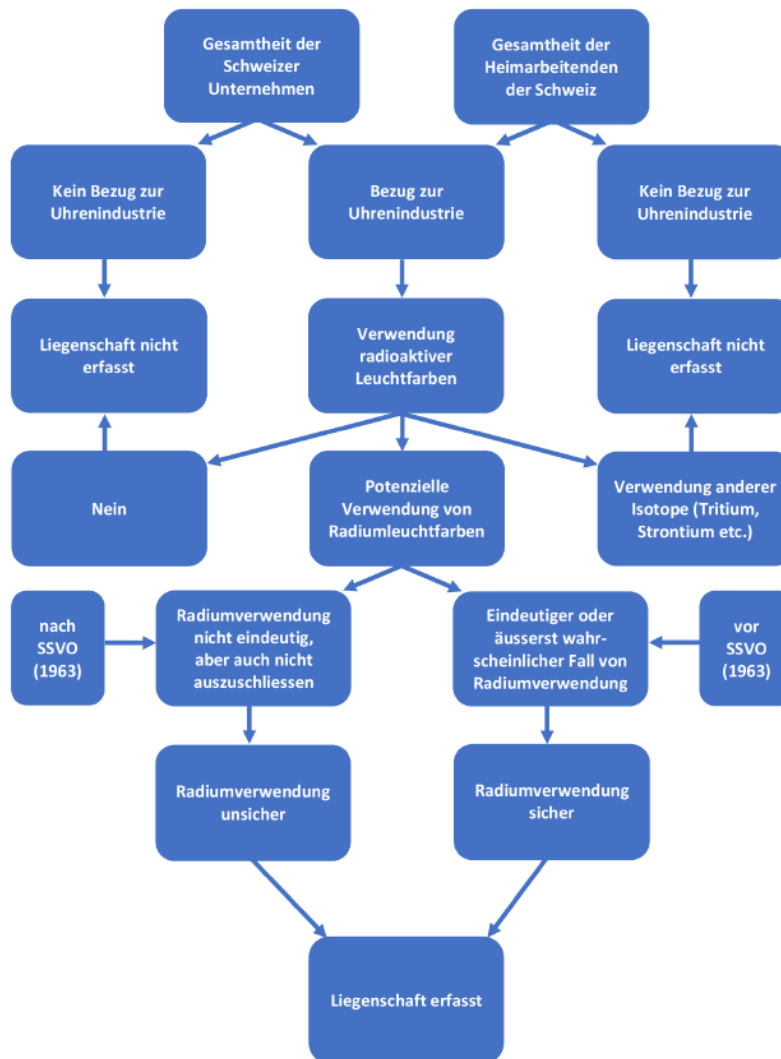 Gesamtheit der
Schweizer
Unternehmen
Gesamtheit der
Heimarbeitenden
der Schweiz
Kein Bezug zur
Uhrenindustrie
Bezug zur
Uhrenindustrie
Kein Bezug zur
Uhrenindustrie
Liegenschaft nicht
erfasst
Verwendung
radioaktiver
Leuchtfarben
Liegenschaft nicht
erfasst
Nein
Potenzielle
Verwendung von
Radiumleuchtfarben
Verwendung anderer
Isotope (Tritium,
Strontium etc.)
nach
SSVO
(1963)
Radiumverwendung
nicht eindeutig,
aber auch nicht
auszuschliessen
Eindeutiger oder
äusserst wahr-
scheinlicher Fall von
Radiumverwendung
vor
SSVO
(1963)
Radiumverwendung
unsicher
Radiumverwendung
sicher
Liegenschaft erfasst